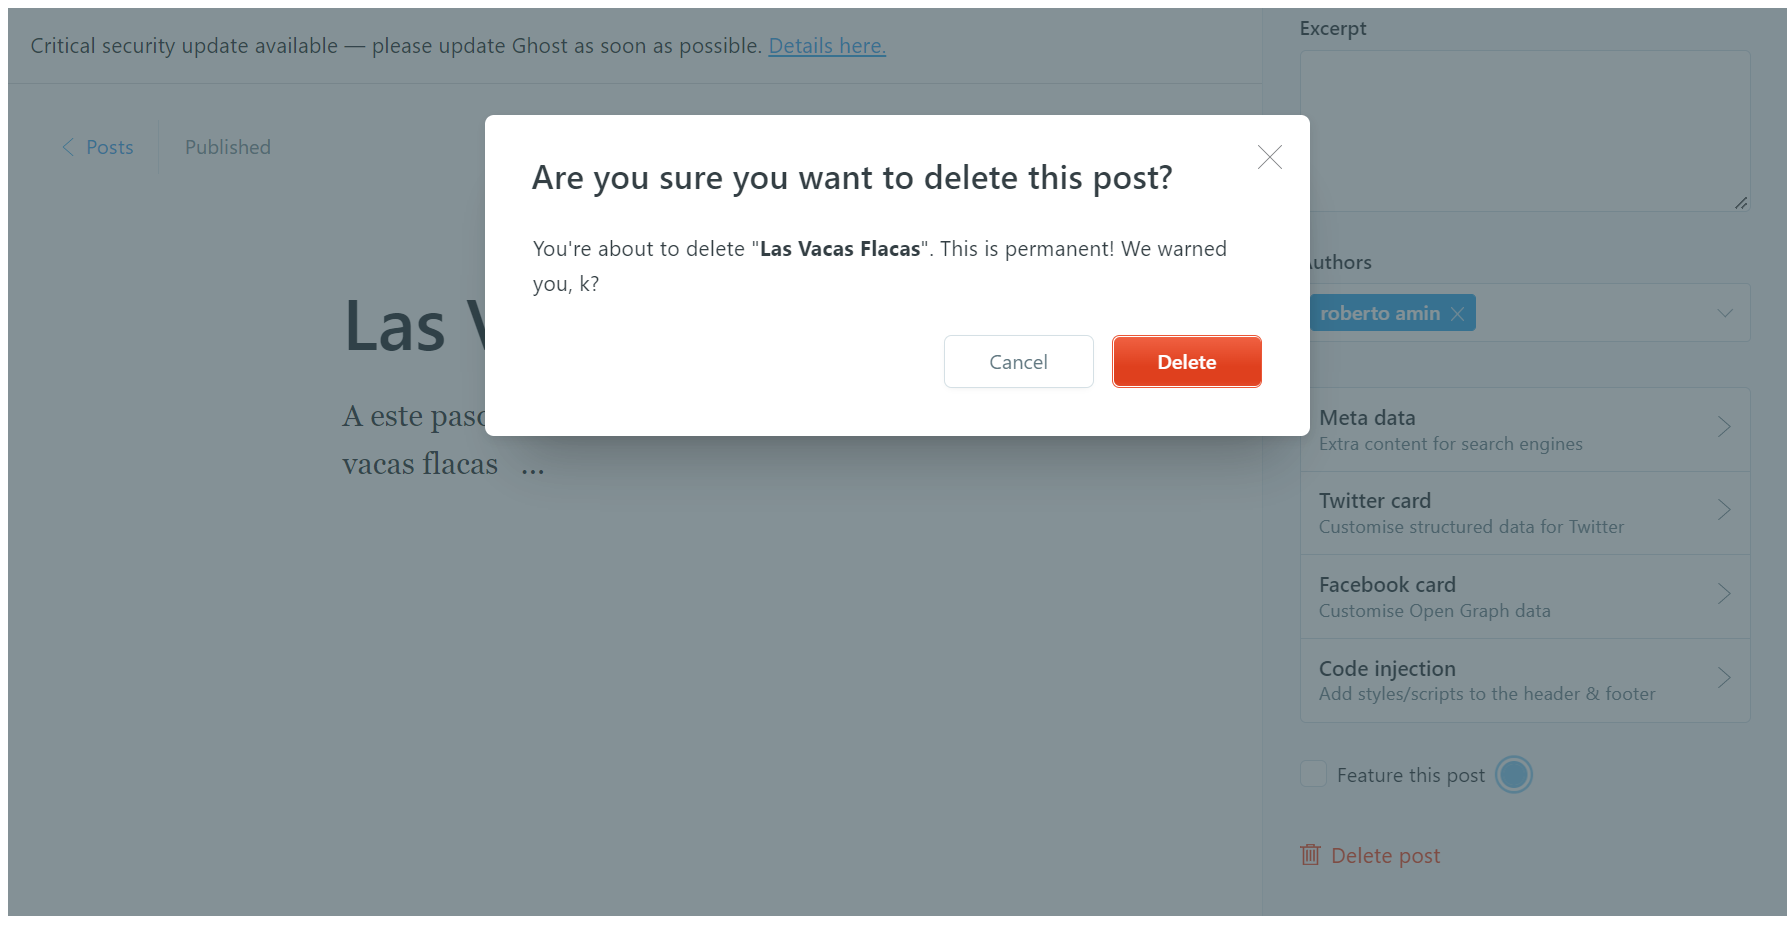 Critical security update available — please update Ghost as soon as possible. Details here.
Posts
Published
Are you sure you want to delete this post?
You're about to delete "Las Vacas Flacas". This is permanent! We warned
you, k?
Cancel
Delete
Las
A este
vacas flacas ...
Excerpt
Authors
roberto amin
Meta data
Extra content for search engines
Twitter card
Customise structured data for Twitter
Facebook card
Customise Open Graph data
Code injection
Add styles/scripts to the header & footer
Feature this post
Delete post